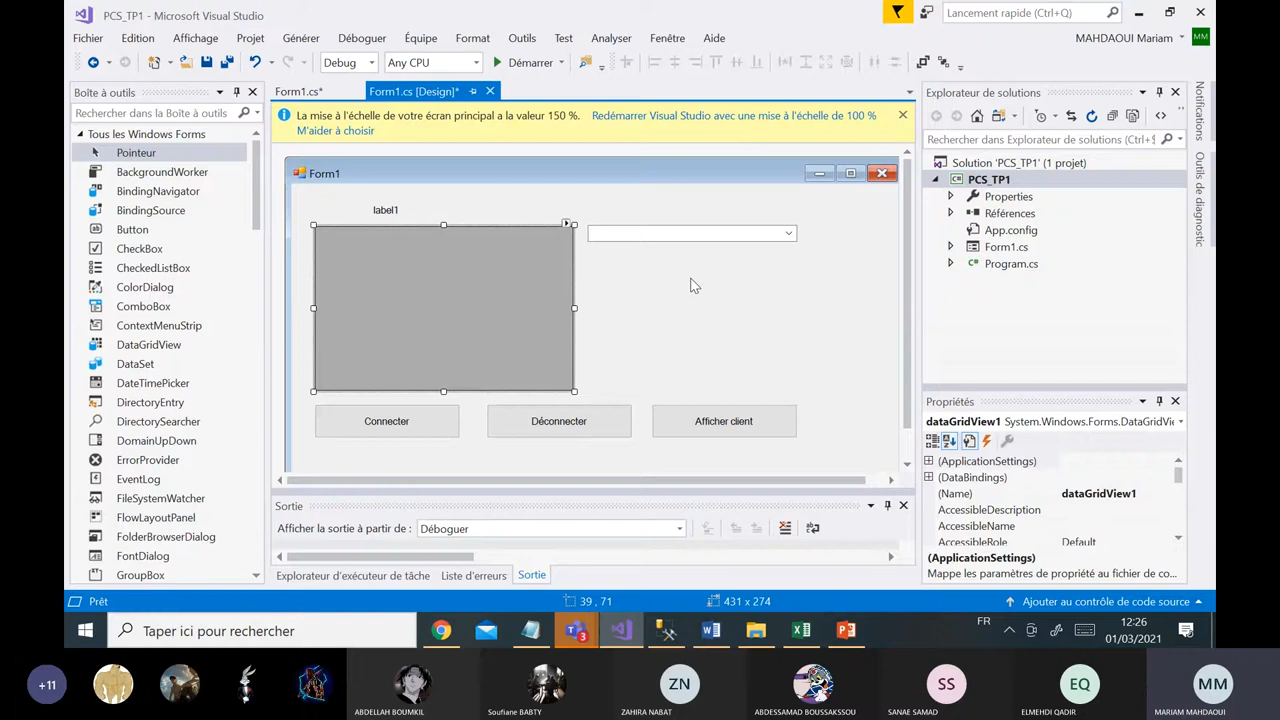 PCS_TP1 - Microsoft Visual Studio
Lancement rapide (Ctrl+Q)
Fichier Edition Affichage Projet Générer Déboguer Équipe Format Outils Test Analyser Fenêtre Aide
MAHDAOUI Mariam MM
Debug Any CPU Démarrer
Boîte à outils
Rechercher dans la Boîte à outils
Tous les Windows Forms
Pointeur
BackgroundWorker
BindingNavigator
BindingSource
Button
CheckBox
CheckedListBox
ColorDialog
ComboBox
ContextMenuStrip
DataGridView
DataSet
DateTimePicker
DirectoryEntry
DirectorySearcher
DomainUpDown
ErrorProvider
EventLog
FileSystemWatcher
FlowLayoutPanel
FolderBrowserDialog
FontDialog
GroupBox
Form1.cs* Form1.cs [Design]*
La mise à l'échelle de votre écran principal a la valeur 150 %. Redémarrer Visual Studio avec une mise à l'échelle de 100 %
M'aider à choisir
Form1
label1
Connecter Déconnecter Afficher client
Sortie
Afficher la sortie à partir de : Déboguer
Explorateur d'exécuteur de tâche Liste d'erreurs Sortie
Explorateur de solutions
Rechercher dans Explorateur de solutions (Ctrl+$
Solution 'PCS_TP1' (1 projet)
PCS_TP1
Properties
Références
App.config
Form1.cs
Program.cs
Propriétés
dataGridView1 System.Windows.Forms.DataGridVie
(ApplicationSettings)
(DataBindings)
(Name) dataGridView1
AccessibleDescription
AccessibleName
AccessibleRole Default
(ApplicationSettings)
Mappe les paramètres de propriété au fichier de co...
Notifications
Outils de diagnostic
Prêt 39 , 71 431 x 274 Ajouter au contrôle de code source
Taper ici pour rechercher
3
FR
12:26
01/03/2021
+11
ZN SS EQ MM
ABDELLAH BOUMKIL Soufiane BABTY ZAHIRA NABAT ABDESSAMAD BOUSSAKSSOU SANAE SAMAD ELMEHDI QADIR MARIAM MAHDAOUI